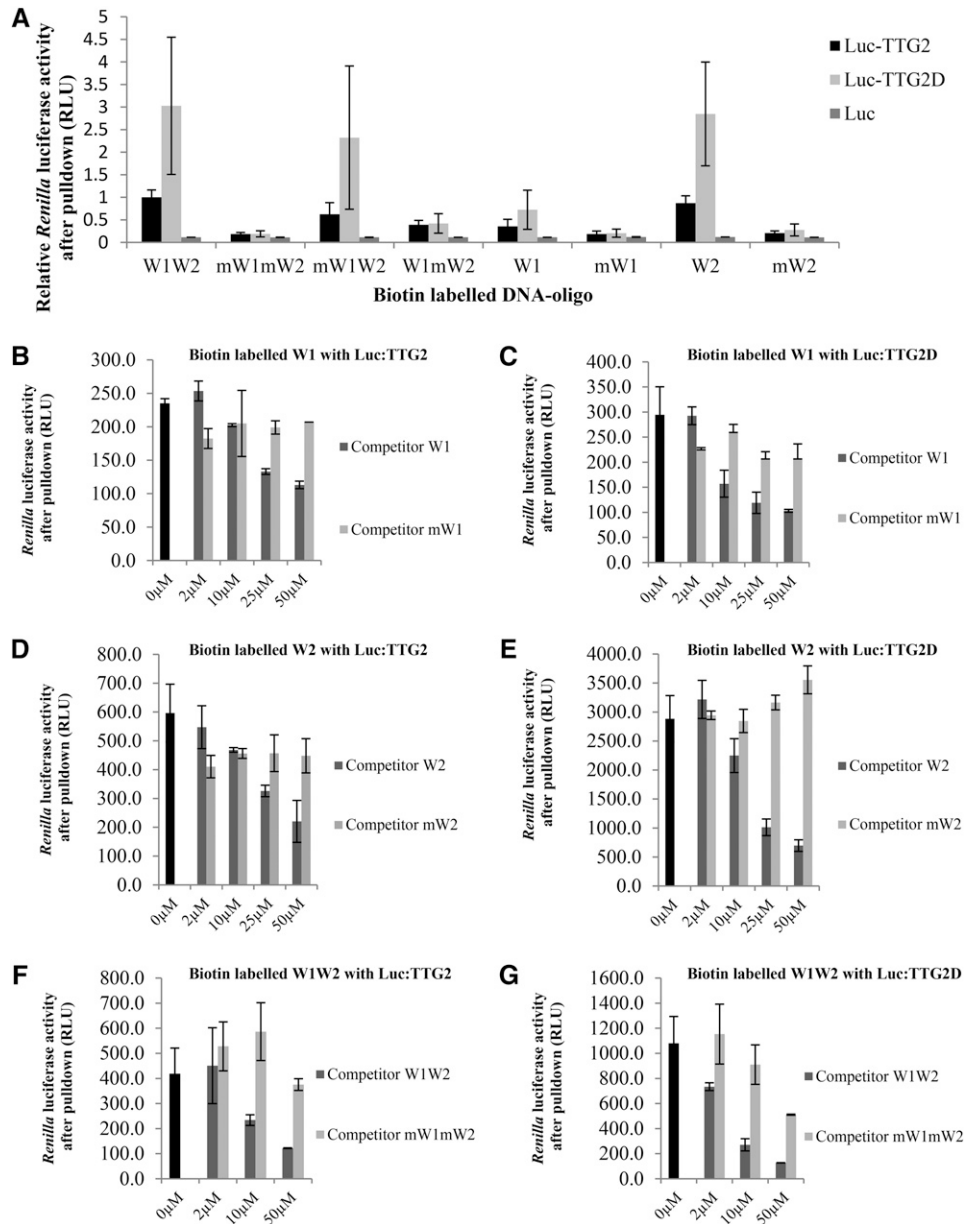 A
Relative Renilla luciferase activity
after pulldown (RLU)
5
4.5
4
3.5
3
2.5
2
1.5
1
0.5
0
Luc-TTG2
Luc-TTG2D
Luc
W1W2 mW1mW2 mW1W2 W1mW2 W1 mW1 W2 mW2
Biotin labelled DNA-oligo
B
Biotin labelled W1 with Luc:TTG2
Renilla luciferase activity
after pulldown (RLU)
300.0
250.0
200.0
150.0
100.0
50.0
0.0
Competitor W1
Competitor mW1
0µM 2µM 10µM 25µM 50µM
C
Biotin labelled W1 with Luc:TTG2D
Renilla luciferase activity
after pulldown (RLU)
400.0
350.0
300.0
250.0
200.0
150.0
100.0
50.0
0.0
Competitor W1
Competitor mW1
0µM 2µM 10µM 25µM 50µM
D
Biotin labelled W2 with Luc:TTG2
Renilla luciferase activity
after pulldown (RLU)
800.0
700.0
600.0
500.0
400.0
300.0
200.0
100.0
0.0
Competitor W2
Competitor mW2
0µM 2µM 10µM 25µM 50µM
E
Biotin labelled W2 with Luc:TTG2D
Renilla luciferase activity
after pulldown (RLU)
4000.0
3500.0
3000.0
2500.0
2000.0
1500.0
1000.0
500.0
0.0
Competitor W2
Competitor mW2
0µM 2µM 10µM 25µM 50µM
F
Biotin labelled W1W2 with Luc:TTG2
Renilla luciferase activity
after pulldown (RLU)
800.0
700.0
600.0
500.0
400.0
300.0
200.0
100.0
0.0
Competitor W1W2
Competitor mW1mW2
0µM 2µM 10µM 50µM
G
Biotin labelled W1W2 with Luc:TTG2D
Renilla luciferase activity
after pulldown (RLU)
1600.0
1400.0
1200.0
1000.0
800.0
600.0
400.0
200.0
0.0
Competitor W1W2
Competitor mW1mW2
0µM 2µM 10µM 50µM